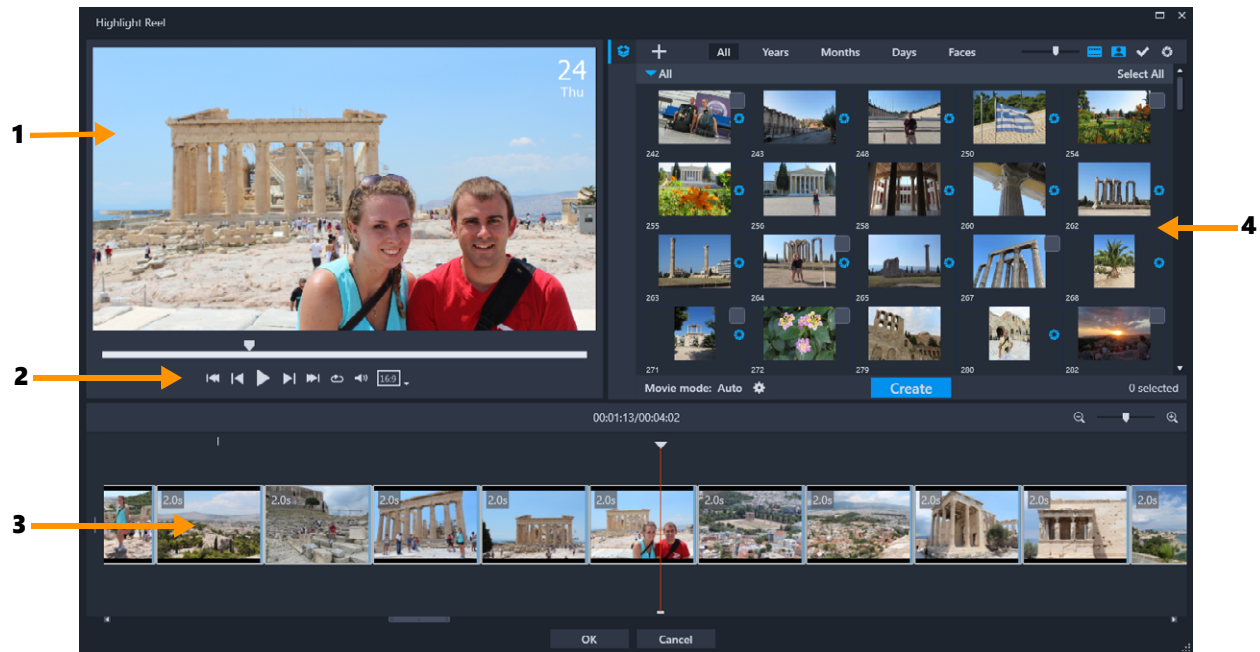 Highlight Reel
1
24
Thu
2
16:9
All Years Months Days Faces
All Select All
242 243 248 250 254
255 256 258 260 262
263 264 265 267 268
271 272 279 280 282
4
Movie mode: Auto Create 0 selected
00:01:13/00:04:02
3
2.0s 2.0s 2.0s 2.0s 2.0s 2.0s 2.0s 2.0s 2.0s 2.0s
OK Cancel